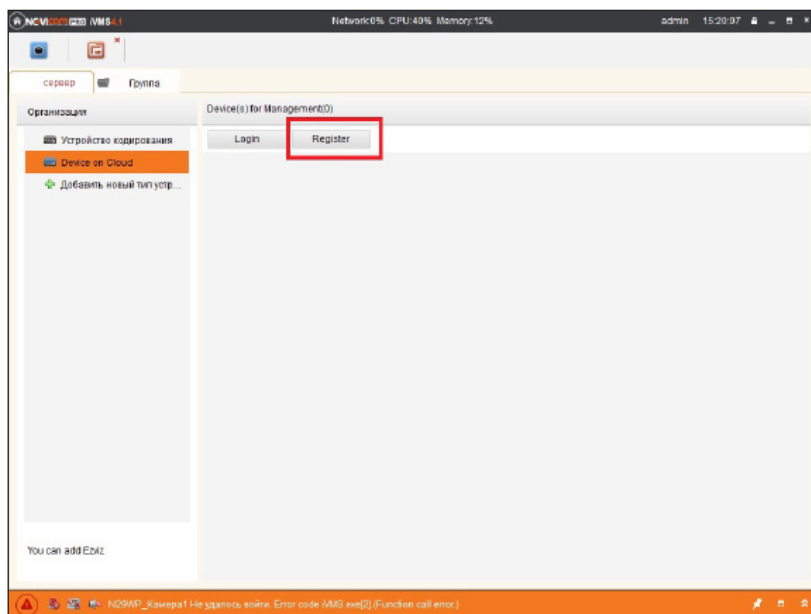 NOVIcam PRO iVMS4.1 Network:0% CPU:40% Memory:12% admin 15:20:07
сервер Группа
Организация Device(s) for Management(0)
Устройство кодирования Login Register
Device on Cloud
Добавить новый тип устр...
You can add Ezviz
N29WP_Камера1 Не удалось войти. Error code iVMS.exe[2] (Function call error.)